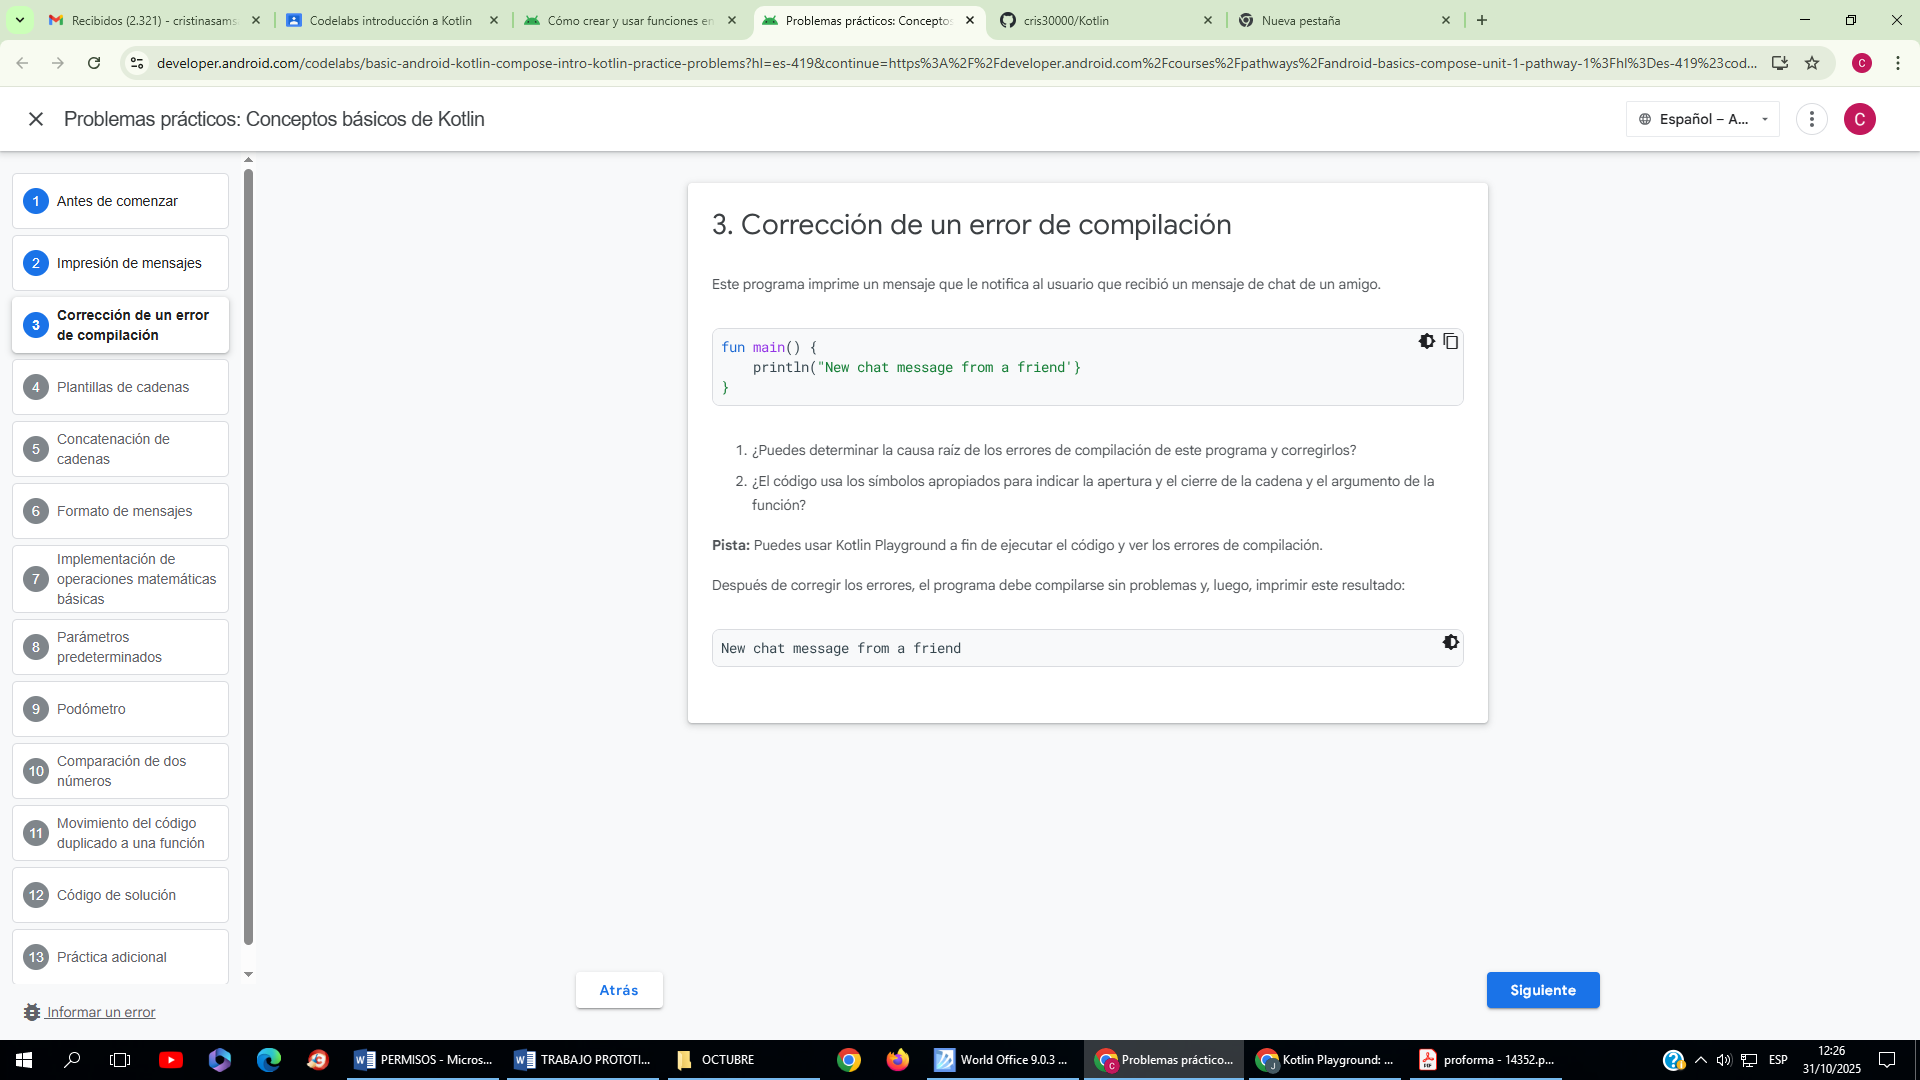 Recibidos (2.321) - cristinasams
Codelabs introducción a Kotlin
Cómo crear y usar funciones en
Problemas prácticos: Conceptos
cris30000/Kotlin
Nueva pestaña
developer.android.com/codelabs/basic-android-kotlin-compose-intro-kotlin-practice-problems?hl=es-419&continue=https%3A%2F%2Fdeveloper.android.com%2Fcourses%2Fpathways%2Fandroid-basics-compose-unit-1-pathway-1%3Fhl%3Des-419%23cod...
C
Problemas prácticos: Conceptos básicos de Kotlin
Español – A...
C
1 Antes de comenzar
2 Impresión de mensajes
3 Corrección de un error
de compilación
4 Plantillas de cadenas
5 Concatenación de
cadenas
6 Formato de mensajes
7 Implementación de
operaciones matemáticas
básicas
8 Parámetros
predeterminados
9 Podómetro
10 Comparación de dos
números
11 Movimiento del código
duplicado a una función
12 Código de solución
13 Práctica adicional
Informar un error
3. Corrección de un error de compilación
Este programa imprime un mensaje que le notifica al usuario que recibió un mensaje de chat de un amigo.
fun main() {
    println("New chat message from a friend'}
}
1. ¿Puedes determinar la causa raíz de los errores de compilación de este programa y corregirlos?
2. ¿El código usa los símbolos apropiados para indicar la apertura y el cierre de la cadena y el argumento de la
función?
Pista: Puedes usar Kotlin Playground a fin de ejecutar el código y ver los errores de compilación.
Después de corregir los errores, el programa debe compilarse sin problemas y, luego, imprimir este resultado:
New chat message from a friend
Atrás
Siguiente
PERMISOS - Micros...
TRABAJO PROTOTI...
OCTUBRE
World Office 9.0.3 ...
Problemas práctico...
Kotlin Playground: ...
proforma - 14352.p...
ESP
12:26
31/10/2025